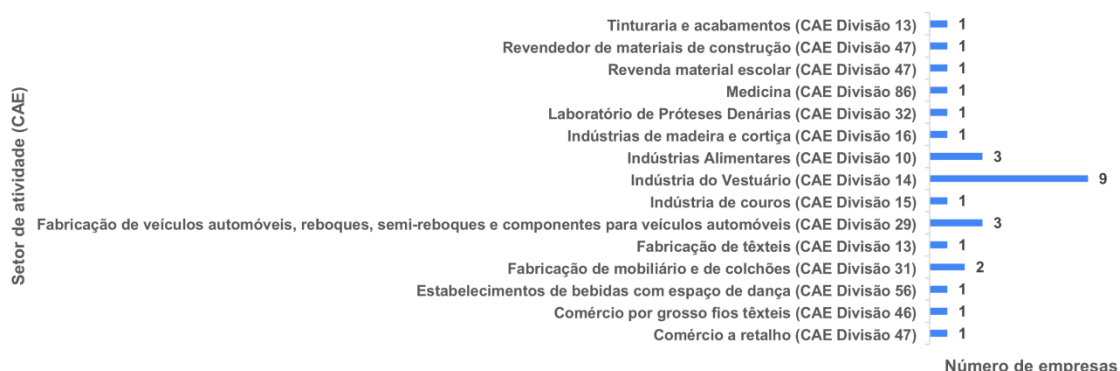 Setor de atividade (CAE)
Tinturaria e acabamentos (CAE Divisão 13) 1
Revendedor de materiais de construção (CAE Divisão 47) 1
Revenda material escolar (CAE Divisão 47) 1
Medicina (CAE Divisão 86) 1
Laboratório de Próteses Denárias (CAE Divisão 32) 1
Indústrias de madeira e cortiça (CAE Divisão 16) 1
Indústrias Alimentares (CAE Divisão 10) 3
Indústria do Vestuário (CAE Divisão 14) 9
Indústria de couros (CAE Divisão 15) 1
Fabricação de veículos automóveis, reboques, semi-reboques e componentes para veículos automóveis (CAE Divisão 29) 3
Fabricação de têxteis (CAE Divisão 13) 1
Fabricação de mobiliário e de colchões (CAE Divisão 31) 2
Estabelecimentos de bebidas com espaço de dança (CAE Divisão 56) 1
Comércio por grosso fios têxteis (CAE Divisão 46) 1
Comércio a retalho (CAE Divisão 47) 1
Número de empresas